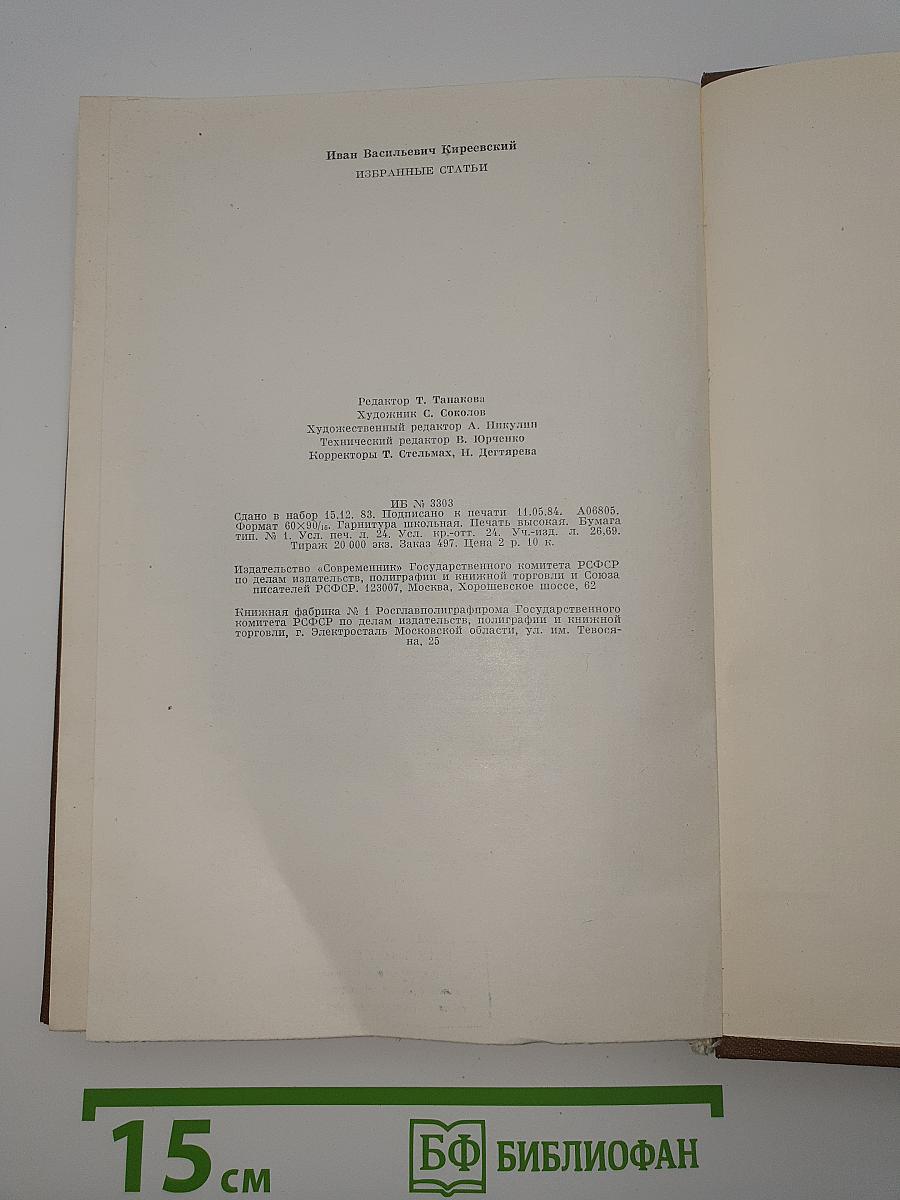 Иван Васильевич Киреевский
ИЗБРАННЫЕ СТАТЬИ
Редактор Т. Танакова
Художник С. Соколов
Художественный редактор А. Никулин
Технический редактор В. Юрченко
Корректоры Т. Стельмах, Н. Дегтярева
ИБ № 3303
Сдано в набор 15.12. 83. Подписано к печати 11.05.84. А06805.
Формат 60×90/16. Гарнитура школьная. Печать высокая. Бумага
тип. № 1. Усл. печ. л. 24. Усл. кр.-отт. 24. Уч.-изд. л. 26,69.
Тираж 20 000 экз. Заказ 497. Цена 2 р. 10 к.
Издательство «Современник» Государственного комитета РСФСР
по делам издательств, полиграфии и книжной торговли и Союза
писателей РСФСР. 123007, Москва, Хорошевское шоссе, 62
Книжная фабрика № 1 Росглавполиграфпрома Государственного
комитета РСФСР по делам издательств, полиграфии и книжной
торговли, г. Электросталь Московской области, ул. им. Тевося-
на, 25
15 см
БФ БИБЛИОФАН